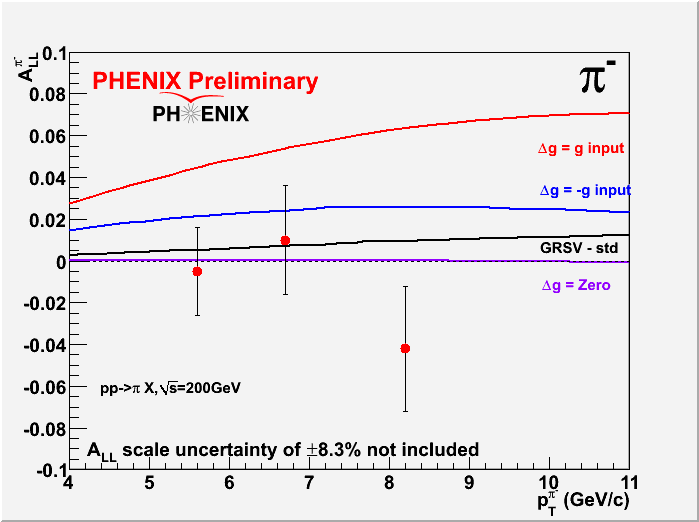 A_LL^π-
0.1
0.08
0.06
0.04
0.02
0
-0.02
-0.04
-0.06
-0.08
-0.1
PHENIX Preliminary
PH ENIX
π-
Δg = g input
Δg = -g input
GRSV - std
Δg = Zero
pp->π X, √s=200GeV
A_LL scale uncertainty of ±8.3% not included
4 5 6 7 8 9 10 11
p_T^π- (GeV/c)